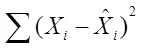 ∑(Xᵢ − X̂ᵢ)²